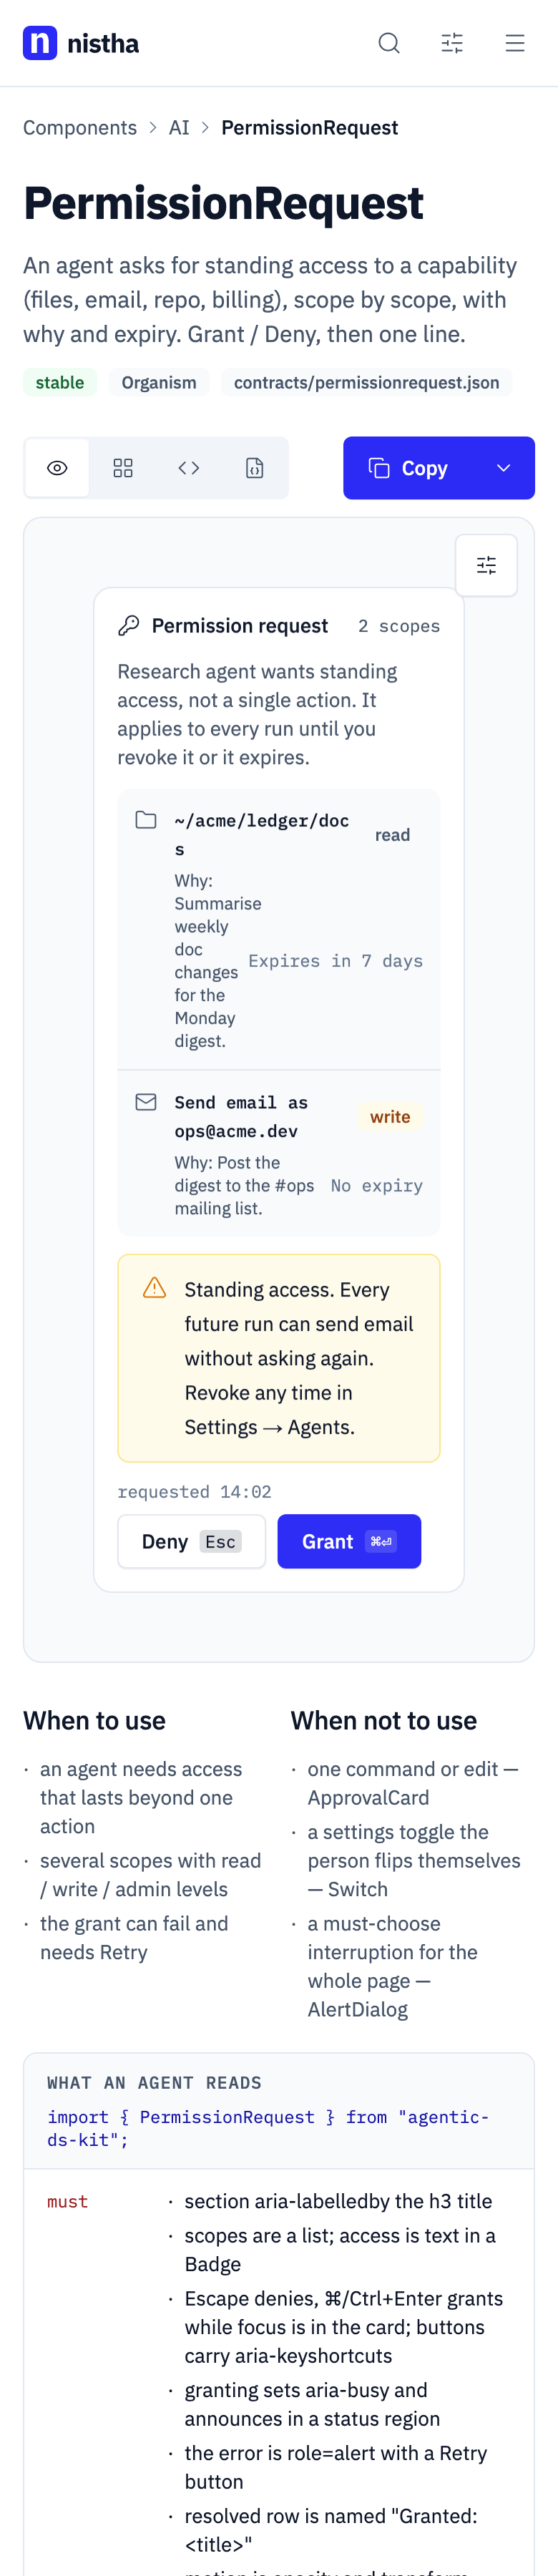 n nistha
Components > AI > PermissionRequest
PermissionRequest
An agent asks for standing access to a capability
(files, email, repo, billing), scope by scope, with
why and expiry. Grant / Deny, then one line.
stable Organism contracts/permissionrequest.json
Copy
Permission request 2 scopes
Research agent wants standing
access, not a single action. It
applies to every run until you
revoke it or it expires.
~/acme/ledger/doc
s
read
Why:
Summarise
weekly
doc
changes
for the
Monday
digest.
Expires in 7 days
Send email as
ops@acme.dev
write
Why: Post the
digest to the #ops
mailing list.
No expiry
Standing access. Every
future run can send email
without asking again.
Revoke any time in
Settings → Agents.
requested 14:02
Deny Esc Grant ⌘⏎
When to use
· an agent needs access
that lasts beyond one
action
· several scopes with read
/ write / admin levels
· the grant can fail and
needs Retry
When not to use
· one command or edit —
ApprovalCard
· a settings toggle the
person flips themselves
— Switch
· a must-choose
interruption for the
whole page —
AlertDialog
WHAT AN AGENT READS
import { PermissionRequest } from "agentic-
ds-kit";
must
· section aria-labelledby the h3 title
· scopes are a list; access is text in a
Badge
· Escape denies, ⌘/Ctrl+Enter grants
while focus is in the card; buttons
carry aria-keyshortcuts
· granting sets aria-busy and
announces in a status region
· the error is role=alert with a Retry
button
· resolved row is named "Granted:
<title>"